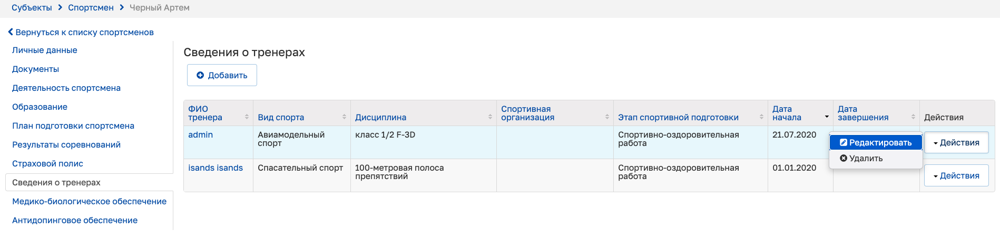 Субъекты > Спортсмен > Черный Артем
Вернуться к списку спортсменов
Личные данные
Документы
Деятельность спортсмена
Образование
План подготовки спортсмена
Результаты соревнований
Страховой полис
Сведения о тренерах
Медико-биологическое обеспечение
Антидопинговое обеспечение
Сведения о тренерах
Добавить
ФИО тренера
Вид спорта
Дисциплина
Спортивная организация
Этап спортивной подготовки
Дата начала
Дата завершения
Действия
admin
Авиамодельный спорт
класс 1/2 F-3D
Спортивно-оздоровительная работа
21.07.2020
Редактировать
Удалить
Действия
isands isands
Спасательный спорт
100-метровая полоса препятствий
Спортивно-оздоровительная работа
01.01.2020
Действия